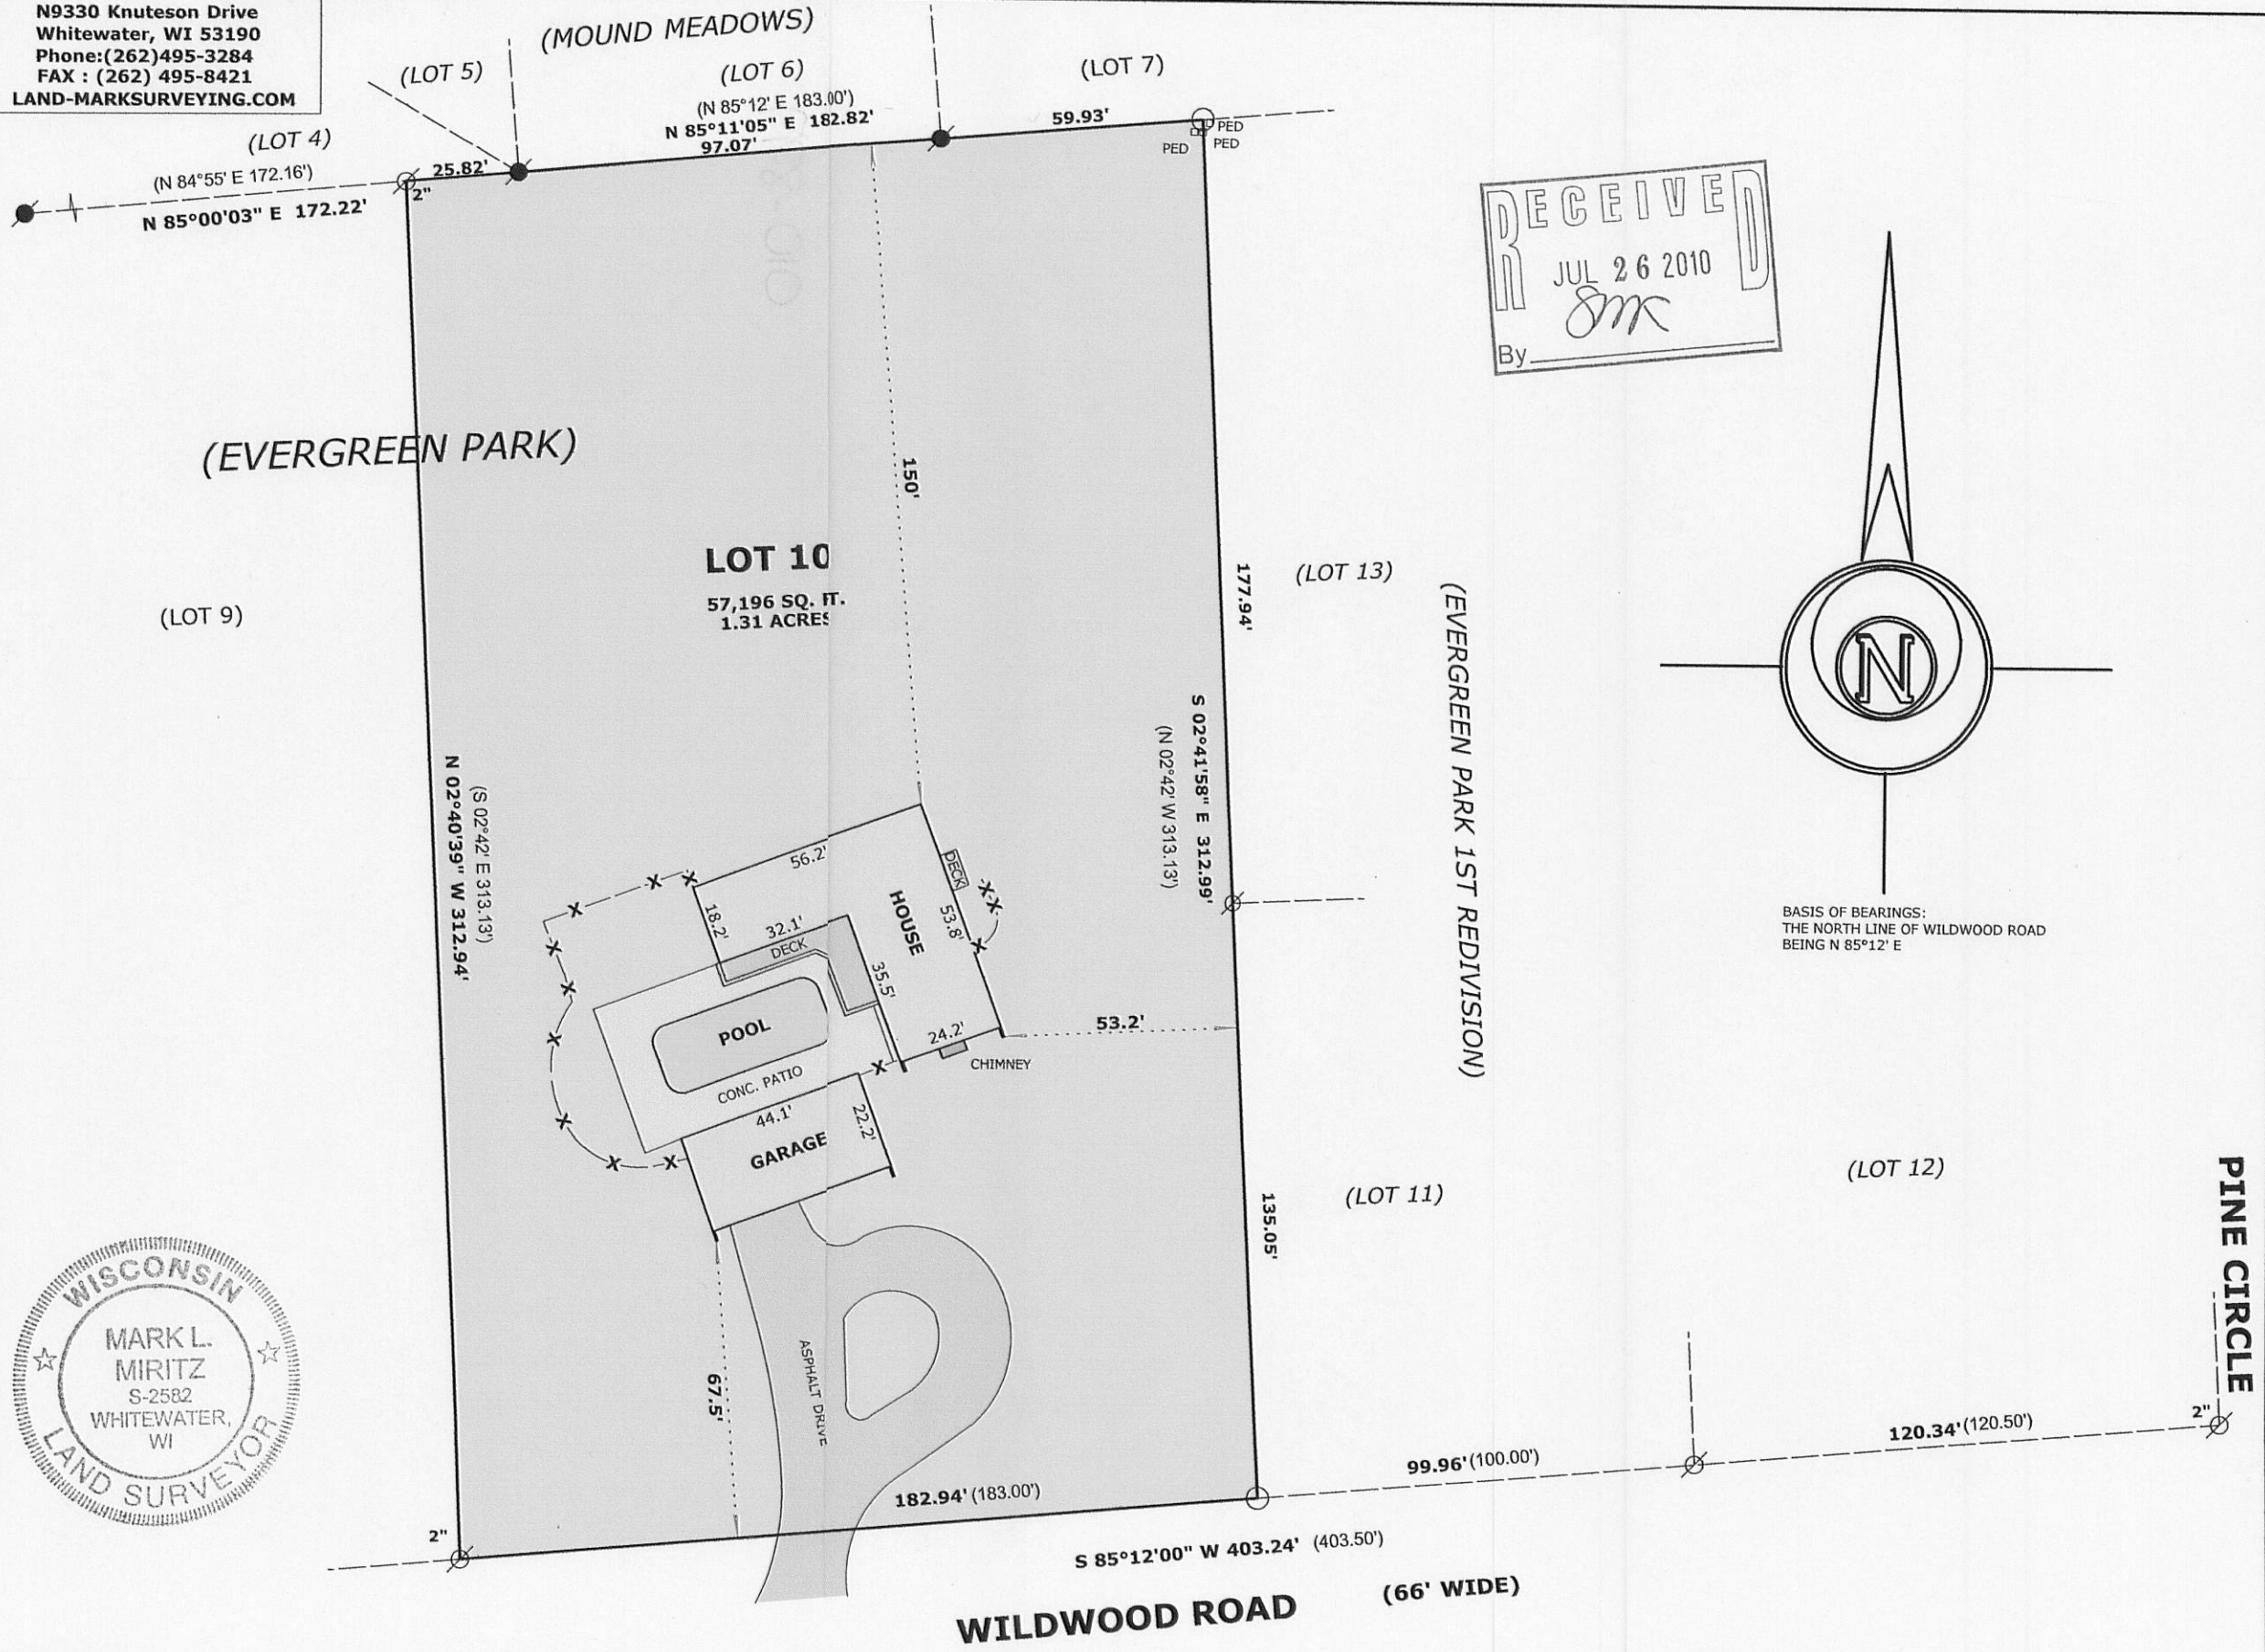 N9330 Knuteson Drive
Whitewater, WI 53190
Phone:(262)495-3284
FAX : (262) 495-8421
LAND-MARKSURVEYING.COM
(MOUND MEADOWS)
(LOT 5)
(LOT 6)
(LOT 7)
(N 85°12' E 183.00')
N 85°11'05" E 182.82'
97.07'
59.93'
PED
PED
PED
(LOT 4)
(N 84°55' E 172.16')
25.82'
2"
N 85°00'03" E 172.22'
RECEIVED
JUL 26 2010
By
(EVERGREEN PARK)
150'
LOT 10
57,196 SQ. FT.
1.31 ACRES
(LOT 9)
177.94'
(LOT 13)
(EVERGREEN PARK 1ST REDIVISION)
N
S 02°41'58" E 312.99'
(N 02°42' W 313.13')
N 02°40'39" W 312.94'
(S 02°42' E 313.13')
BASIS OF BEARINGS:
THE NORTH LINE OF WILDWOOD ROAD
BEING N 85°12' E
56.2'
DECK
18.2'
32.1'
DECK
HOUSE
53.8'
35.5'
POOL
24.2'
53.2'
CHIMNEY
CONC. PATIO
44.1'
22.2'
GARAGE
135.05'
(LOT 11)
(LOT 12)
PINE CIRCLE
WISCONSIN
MARK L.
MIRITZ
S-2582
WHITEWATER,
WI
LAND SURVEYOR
67.5'
ASPHALT DRIVE
2"
120.34' (120.50')
99.96' (100.00')
182.94' (183.00')
2"
S 85°12'00" W 403.24' (403.50')
WILDWOOD ROAD (66' WIDE)